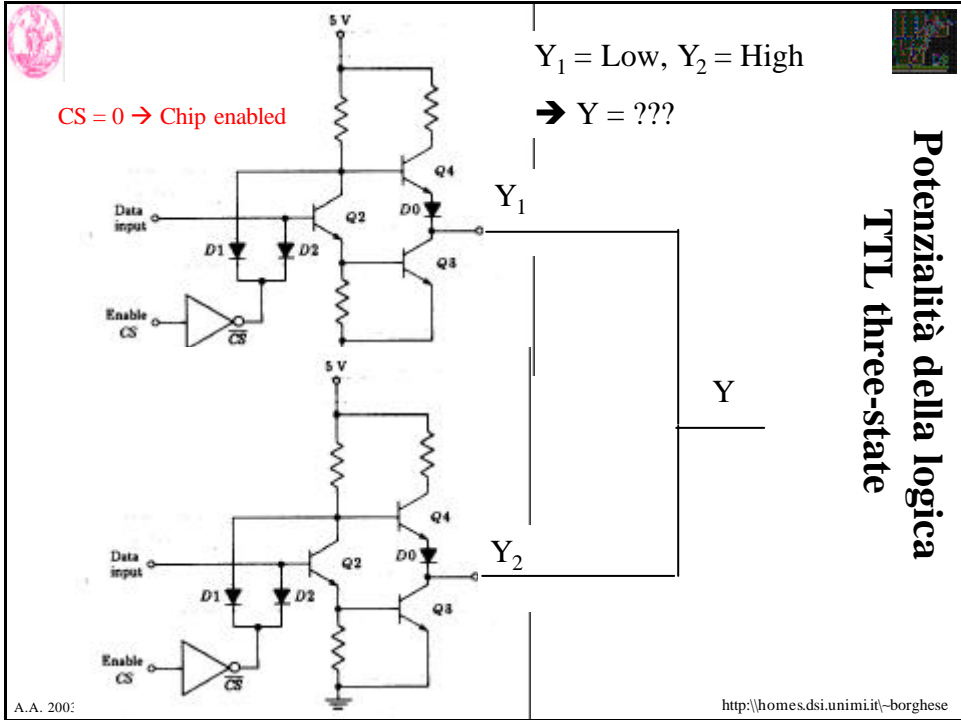 5 V
Y1 = Low, Y2 = High
CS = 0 → Chip enabled
➔ Y = ???
Q4
Y1
D0
Data
input
Q2
D1
D2
Q3
Enable
CS
CS
5 V
Y
Q4
Y2
D0
Data
input
Q2
D1
D2
Q3
Enable
CS
CS
Potenzialità della logica
TTL three-state
A.A. 2003
http:\\homes.dsi.unimi.it\~borghese